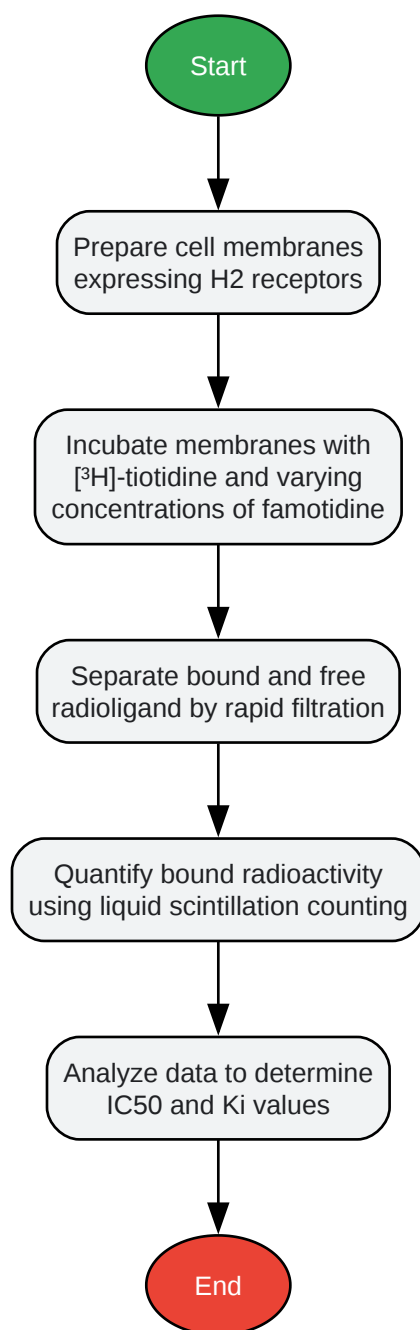 Start
Prepare cell membranes
expressing H2 receptors
Incubate membranes with
[³H]-tiotidine and varying
concentrations of famotidine
Separate bound and free
radioligand by rapid filtration
Quantify bound radioactivity
using liquid scintillation counting
Analyze data to determine
IC50 and Ki values
End